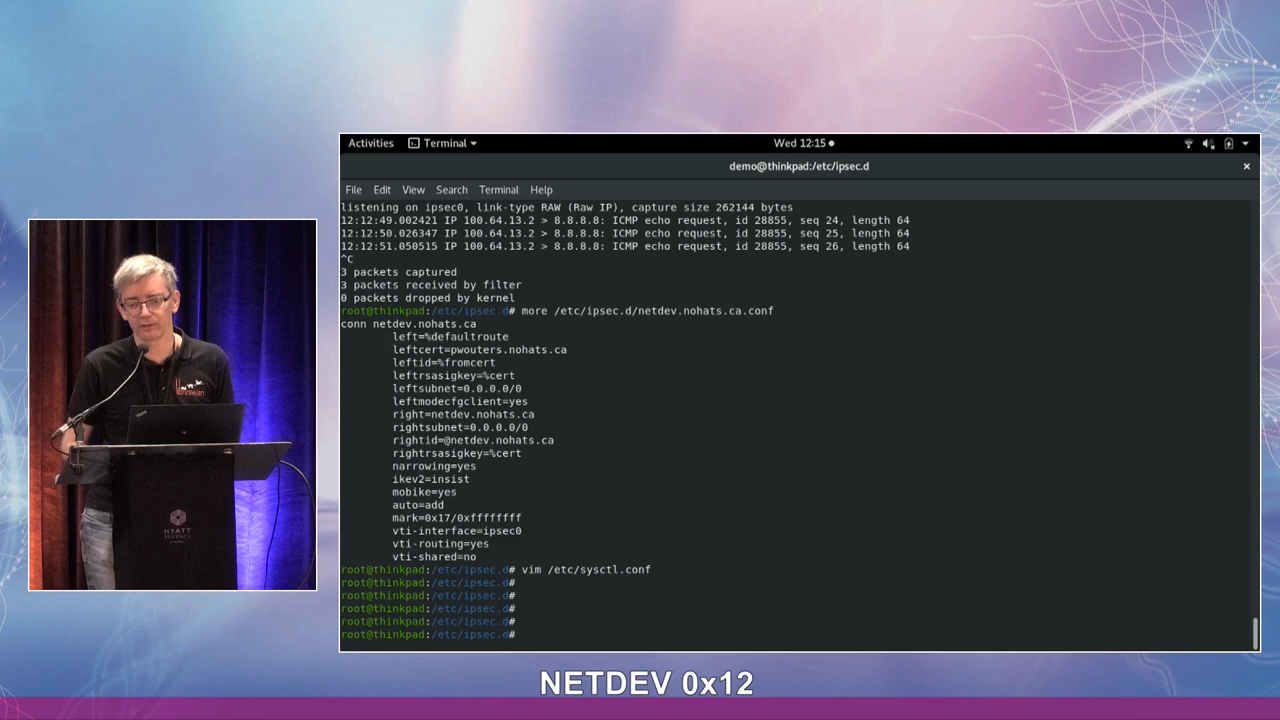 Activities Terminal Wed 12:15
demo@thinkpad:/etc/ipsec.d
File Edit View Search Terminal Help
listening on ipsec0, link-type RAW (Raw IP), capture size 262144 bytes
12:12:49.002421 IP 100.64.13.2 > 8.8.8.8: ICMP echo request, id 28855, seq 24, length 64
12:12:50.026347 IP 100.64.13.2 > 8.8.8.8: ICMP echo request, id 28855, seq 25, length 64
12:12:51.050515 IP 100.64.13.2 > 8.8.8.8: ICMP echo request, id 28855, seq 26, length 64
^C
3 packets captured
3 packets received by filter
0 packets dropped by kernel
root@thinkpad:/etc/ipsec.d# more /etc/ipsec.d/netdev.nohats.ca.conf
conn netdev.nohats.ca
left=%defaultroute
leftcert=pwouters.nohats.ca
leftid=%fromcert
leftrsasigkey=%cert
leftsubnet=0.0.0.0/0
leftmodecfgclient=yes
right=netdev.nohats.ca
rightsubnet=0.0.0.0/0
rightid=@netdev.nohats.ca
rightrsasigkey=%cert
narrowing=yes
ikev2=insist
mobike=yes
auto=add
mark=0x17/0xffffffff
vti-interface=ipsec0
vti-routing=yes
vti-shared=no
root@thinkpad:/etc/ipsec.d# vim /etc/sysctl.conf
root@thinkpad:/etc/ipsec.d#
root@thinkpad:/etc/ipsec.d#
root@thinkpad:/etc/ipsec.d#
root@thinkpad:/etc/ipsec.d#
root@thinkpad:/etc/ipsec.d#
libreswan
HYATT
REGENCY
NETDEV 0x12